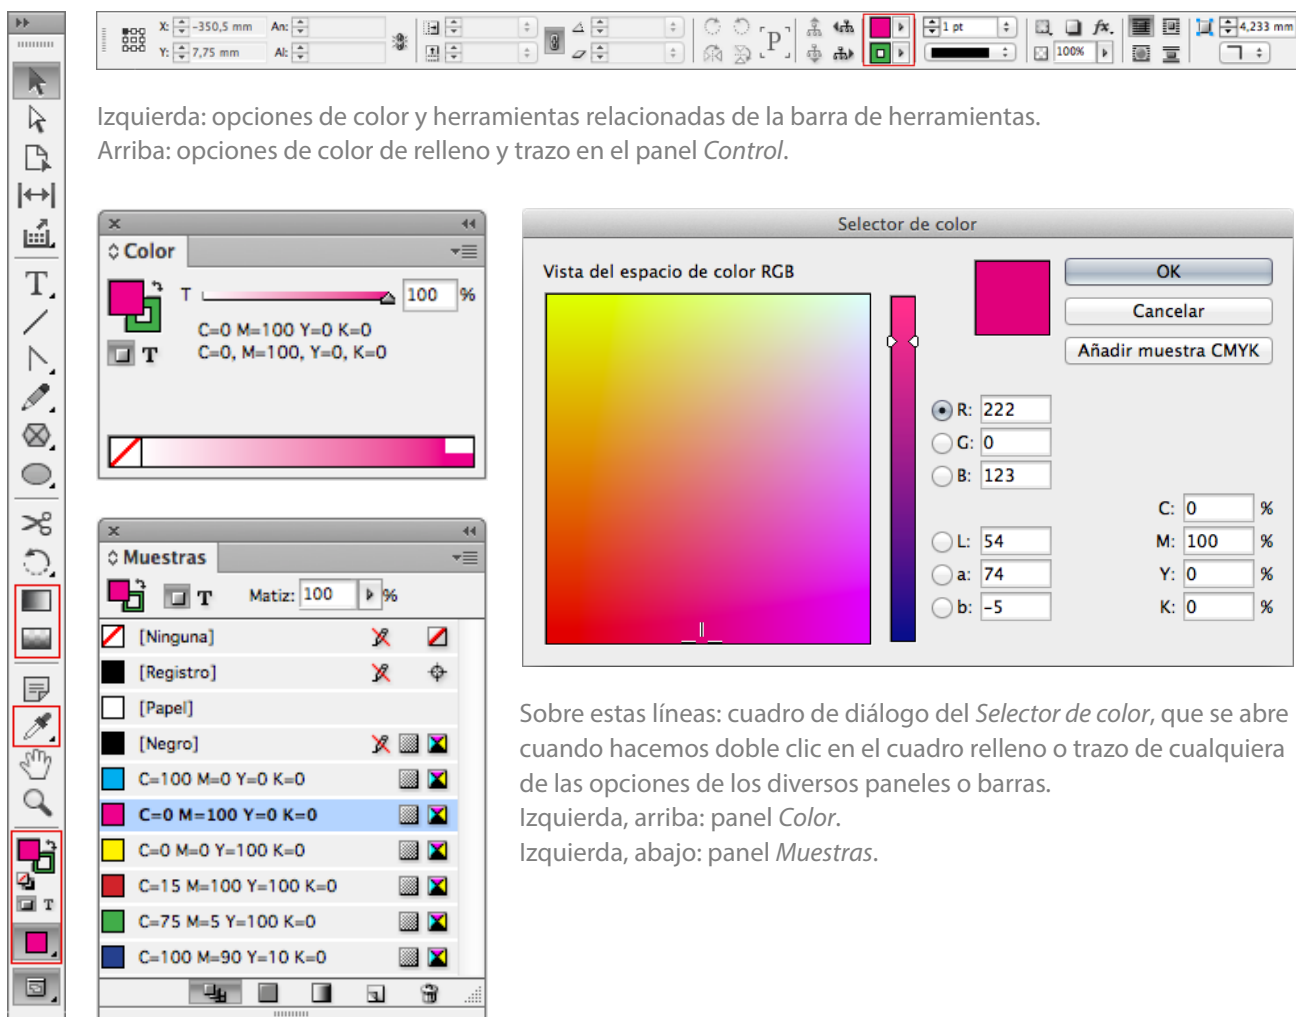 X: -350,5 mm An: 1 pt fx. 4,233 mm
Y: 7,75 mm Al: P 100%
Izquierda: opciones de color y herramientas relacionadas de la barra de herramientas.
Arriba: opciones de color de relleno y trazo en el panel Control.
Color
T 100 %
C=0 M=100 Y=0 K=0
C=0, M=100, Y=0, K=0
T
Selector de color
Vista del espacio de color RGB
OK
Cancelar
Añadir muestra CMYK
R: 222
G: 0
B: 123
L: 54
a: 74
b: -5
C: 0 %
M: 100 %
Y: 0 %
K: 0 %
Muestras
T Matiz: 100 %
[Ninguna]
[Registro]
[Papel]
[Negro]
C=100 M=0 Y=0 K=0
C=0 M=100 Y=0 K=0
C=0 M=0 Y=100 K=0
C=15 M=100 Y=100 K=0
C=75 M=5 Y=100 K=0
C=100 M=90 Y=10 K=0
Sobre estas líneas: cuadro de diálogo del Selector de color, que se abre
cuando hacemos doble clic en el cuadro relleno o trazo de cualquiera
de las opciones de los diversos paneles o barras.
Izquierda, arriba: panel Color.
Izquierda, abajo: panel Muestras.
T
T